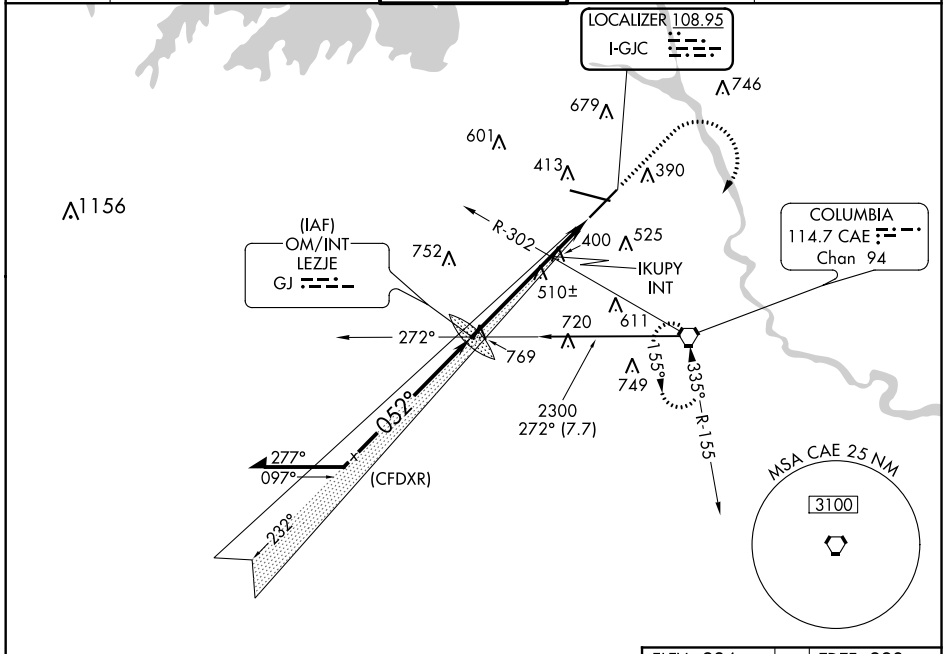 LOCALIZER 108.95
I-GJC
746
679
601
413
390
1156
(IAF)
OM/INT
LEZJE
GJ
R-302
752
400
525
COLUMBIA
114.7 CAE
Chan 94
IKUPY
INT
510±
611
272°
769
720
155°
749
335°
R-155
2300
272° (7.7)
052°
277°
097°
(CFDXR)
232°
MSA CAE 25 NM
3100